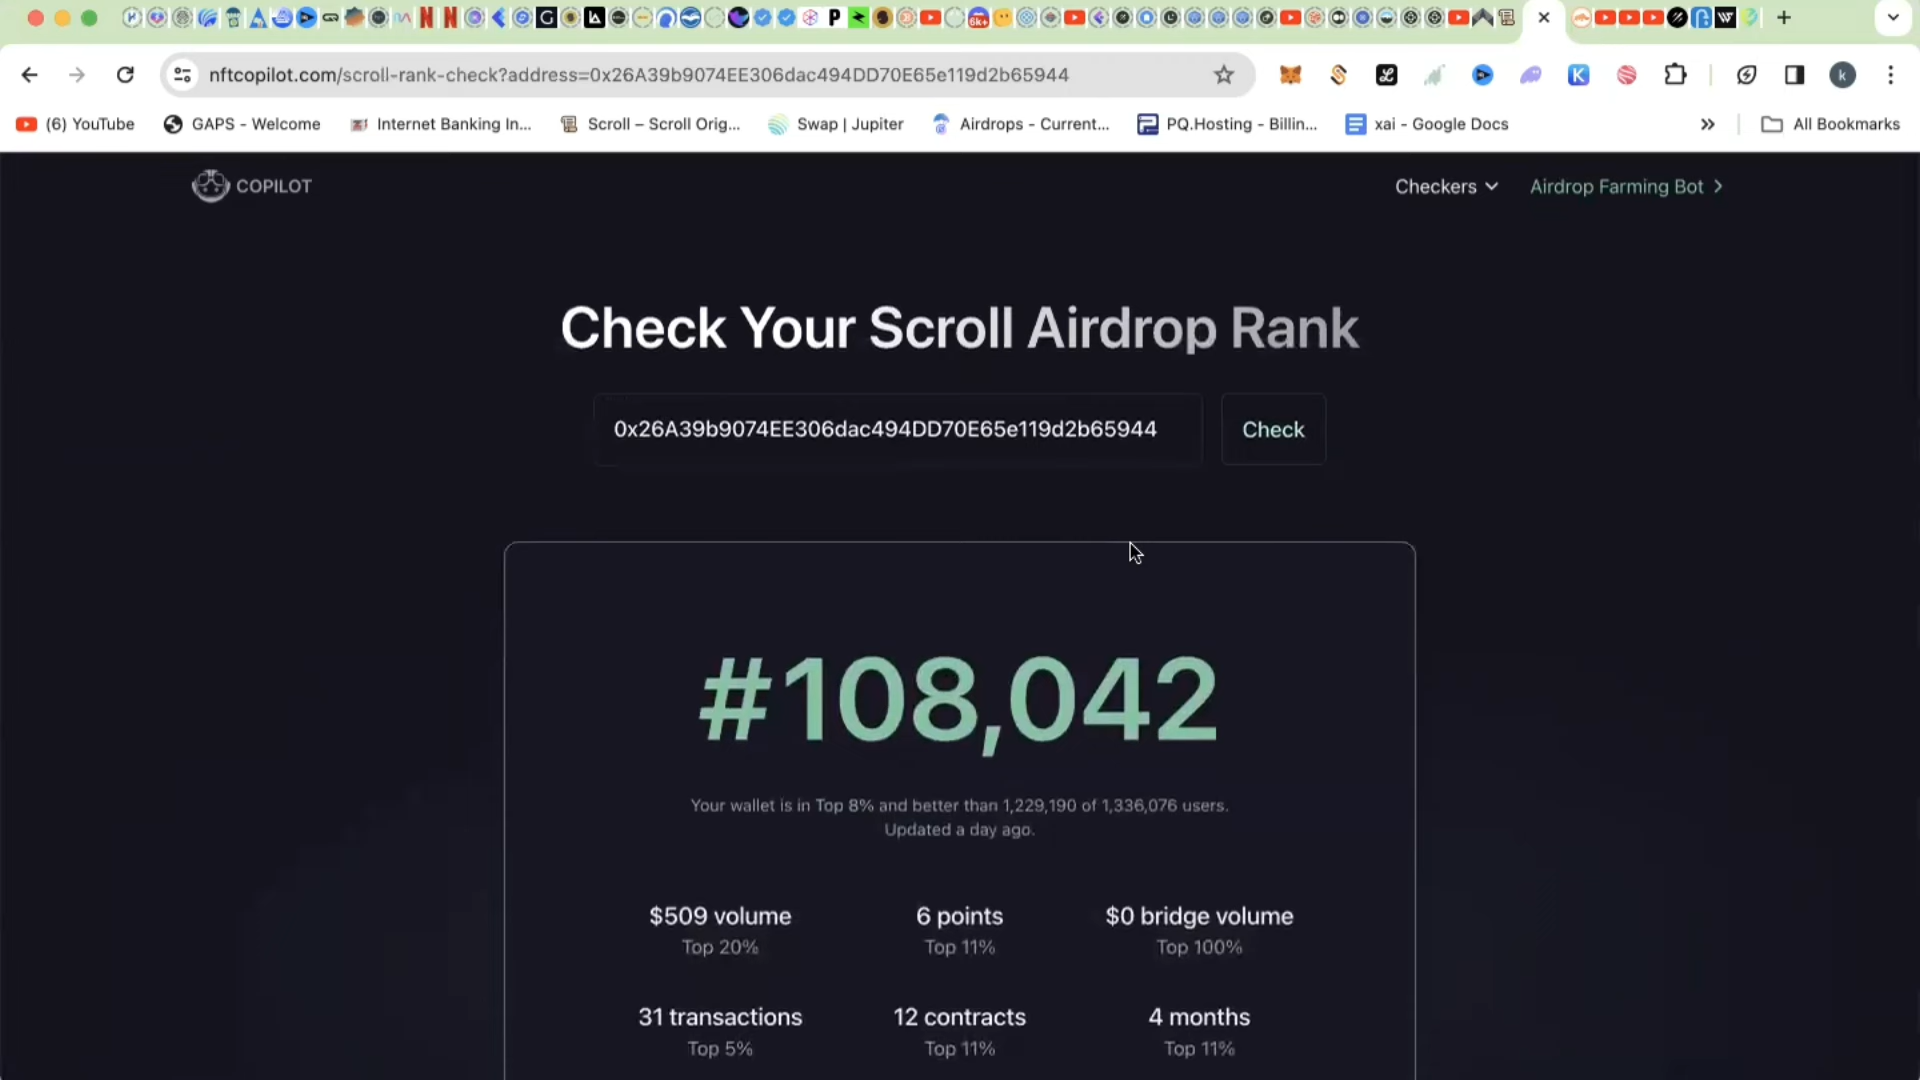 nftcopilot.com/scroll-rank-check?address=0x26A39b9074EE306dac494DD70E65e119d2b65944
k
(6) YouTube
GAPS - Welcome
Internet Banking In...
Scroll – Scroll Orig...
Swap | Jupiter
Airdrops - Current...
PQ.Hosting - Billin...
xai - Google Docs
All Bookmarks
COPILOT
Checkers
Airdrop Farming Bot
Check Your Scroll Airdrop Rank
0x26A39b9074EE306dac494DD70E65e119d2b65944
Check
#108,042
Your wallet is in Top 8% and better than 1,229,190 of 1,336,076 users.
Updated a day ago.
$509 volume
Top 20%
6 points
Top 11%
$0 bridge volume
Top 100%
31 transactions
Top 5%
12 contracts
Top 11%
4 months
Top 11%